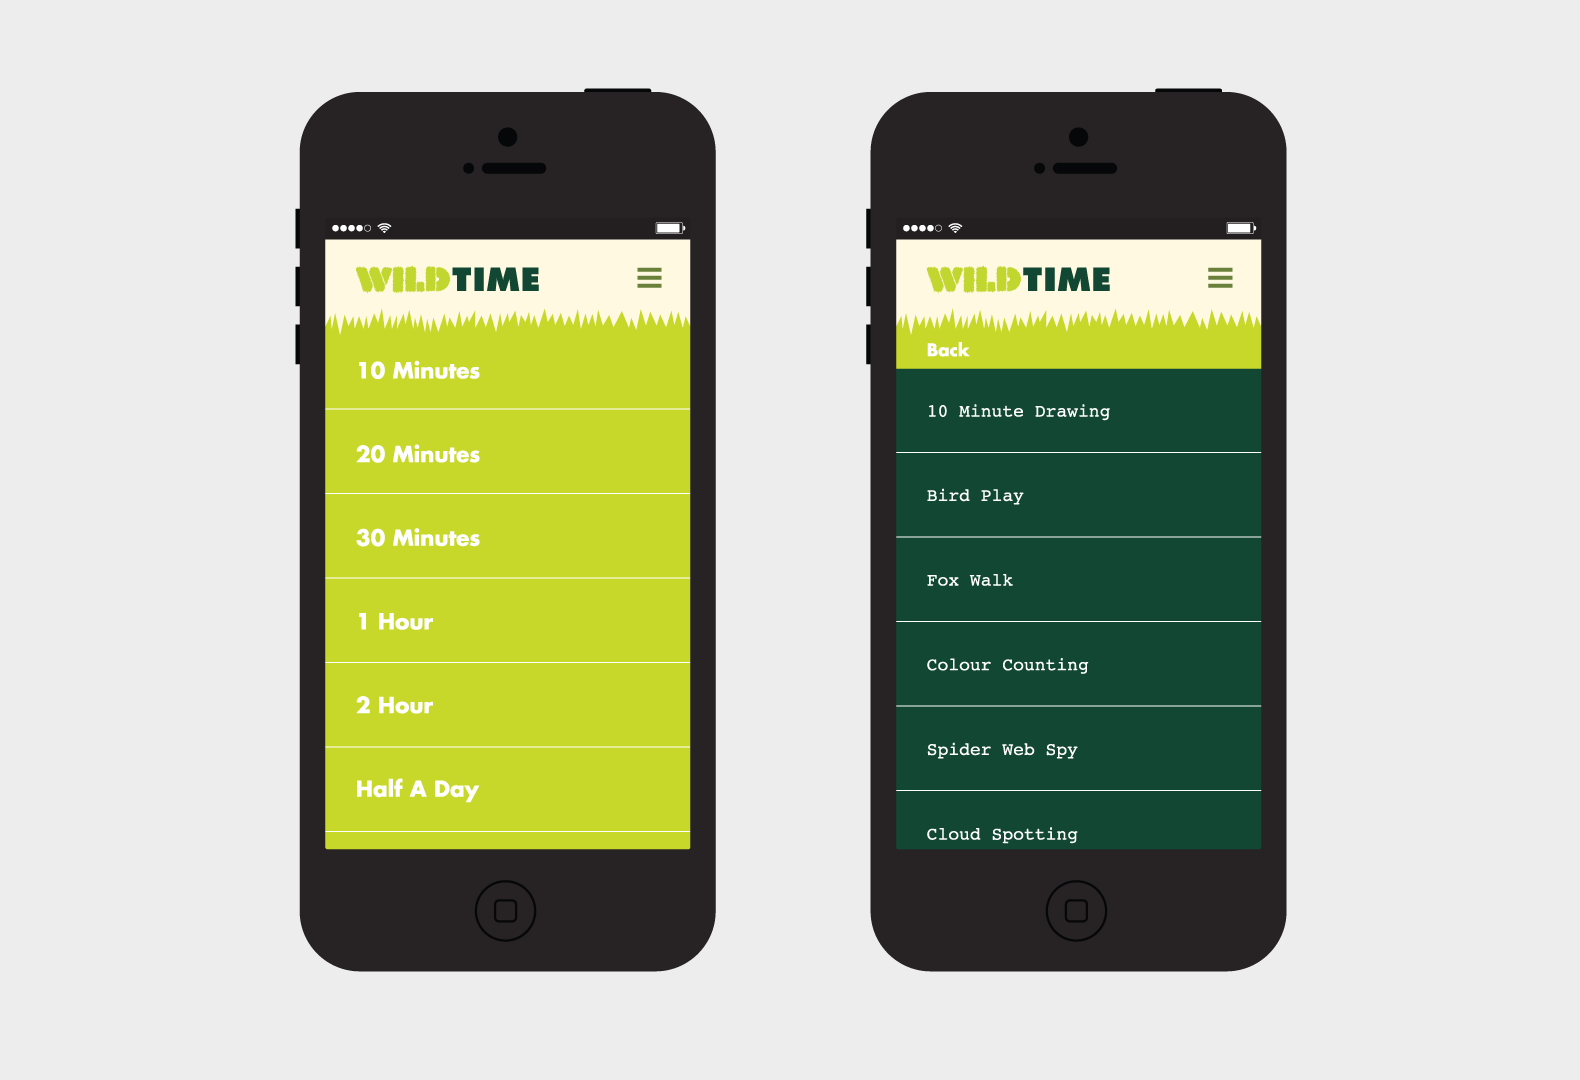 WILDTIME
10 Minutes
20 Minutes
30 Minutes
1 Hour
2 Hour
Half A Day
WILDTIME
Back
10 Minute Drawing
Bird Play
Fox Walk
Colour Counting
Spider Web Spy
Cloud Spotting